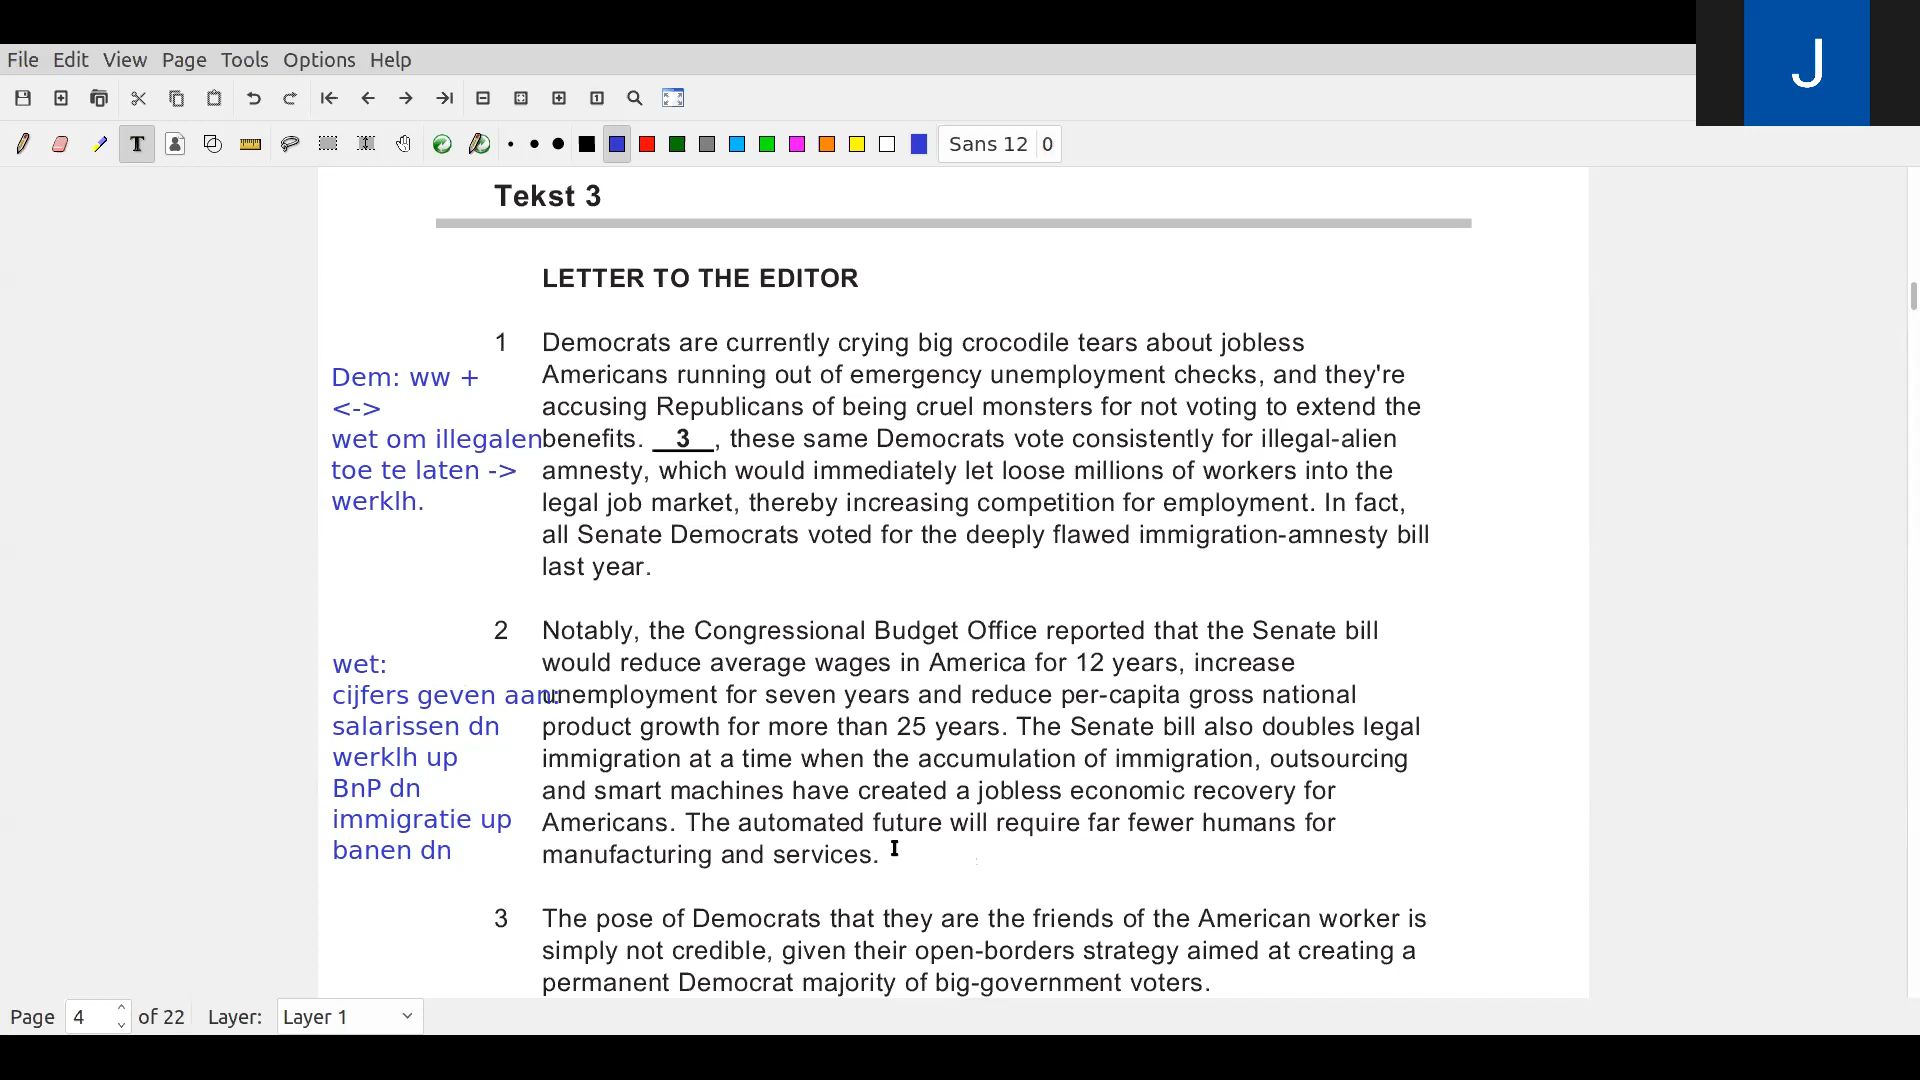 J
File Edit View Page Tools Options Help
Sans 12 0
Tekst 3
LETTER TO THE EDITOR
1 Democrats are currently crying big crocodile tears about jobless
Americans running out of emergency unemployment checks, and they're
accusing Republicans of being cruel monsters for not voting to extend the
benefits. 3, these same Democrats vote consistently for illegal-alien
amnesty, which would immediately let loose millions of workers into the
legal job market, thereby increasing competition for employment. In fact,
all Senate Democrats voted for the deeply flawed immigration-amnesty bill
last year.
Dem: ww +
<->
wet om illegalen
toe te laten ->
werklh.
2 Notably, the Congressional Budget Office reported that the Senate bill
would reduce average wages in America for 12 years, increase
unemployment for seven years and reduce per-capita gross national
product growth for more than 25 years. The Senate bill also doubles legal
immigration at a time when the accumulation of immigration, outsourcing
and smart machines have created a jobless economic recovery for
Americans. The automated future will require far fewer humans for
manufacturing and services.
wet:
cijfers geven aan:
salarissen dn
werklh up
BnP dn
immigratie up
banen dn
3 The pose of Democrats that they are the friends of the American worker is
simply not credible, given their open-borders strategy aimed at creating a
permanent Democrat majority of big-government voters.
Page 4 of 22 Layer: Layer 1